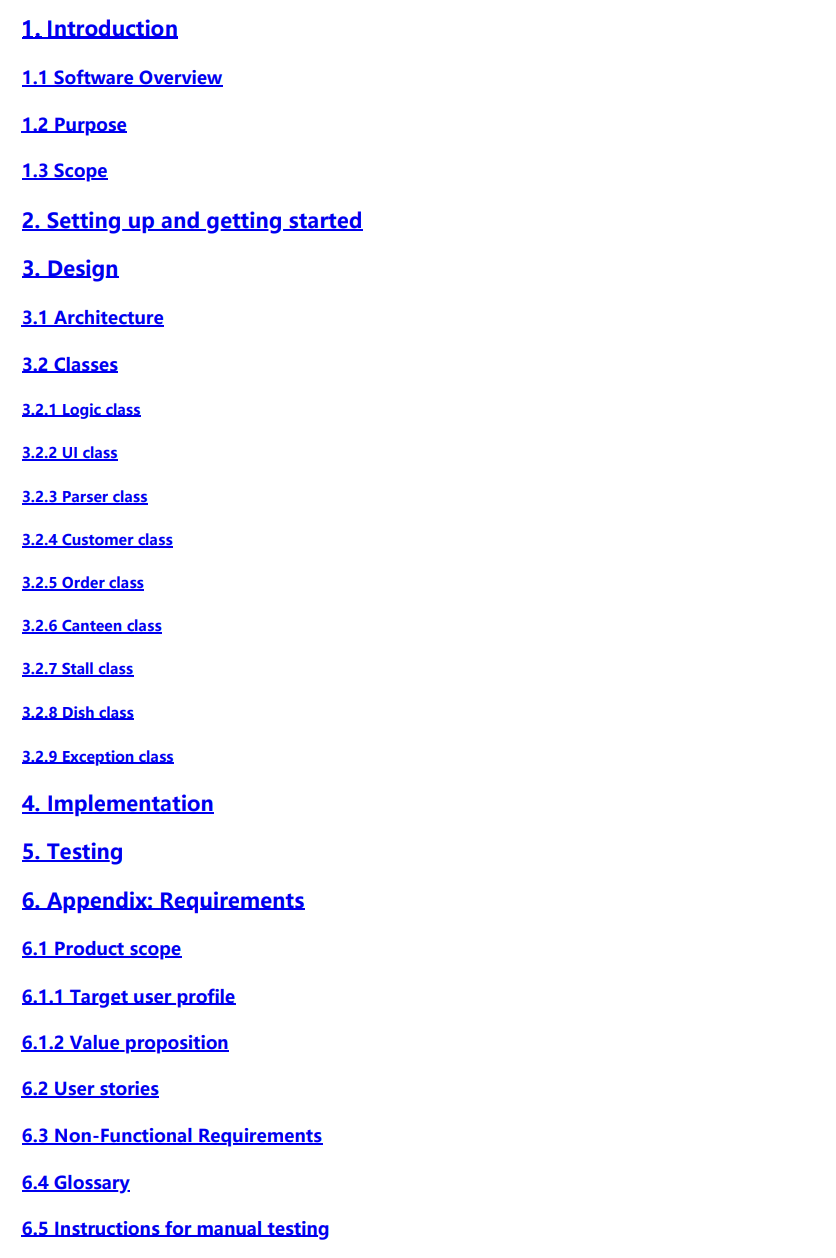 1. Introduction
1.1 Software Overview
1.2 Purpose
1.3 Scope
2. Setting up and getting started
3. Design
3.1 Architecture
3.2 Classes
3.2.1 Logic class
3.2.2 UI class
3.2.3 Parser class
3.2.4 Customer class
3.2.5 Order class
3.2.6 Canteen class
3.2.7 Stall class
3.2.8 Dish class
3.2.9 Exception class
4. Implementation
5. Testing
6. Appendix: Requirements
6.1 Product scope
6.1.1 Target user profile
6.1.2 Value proposition
6.2 User stories
6.3 Non-Functional Requirements
6.4 Glossary
6.5 Instructions for manual testing